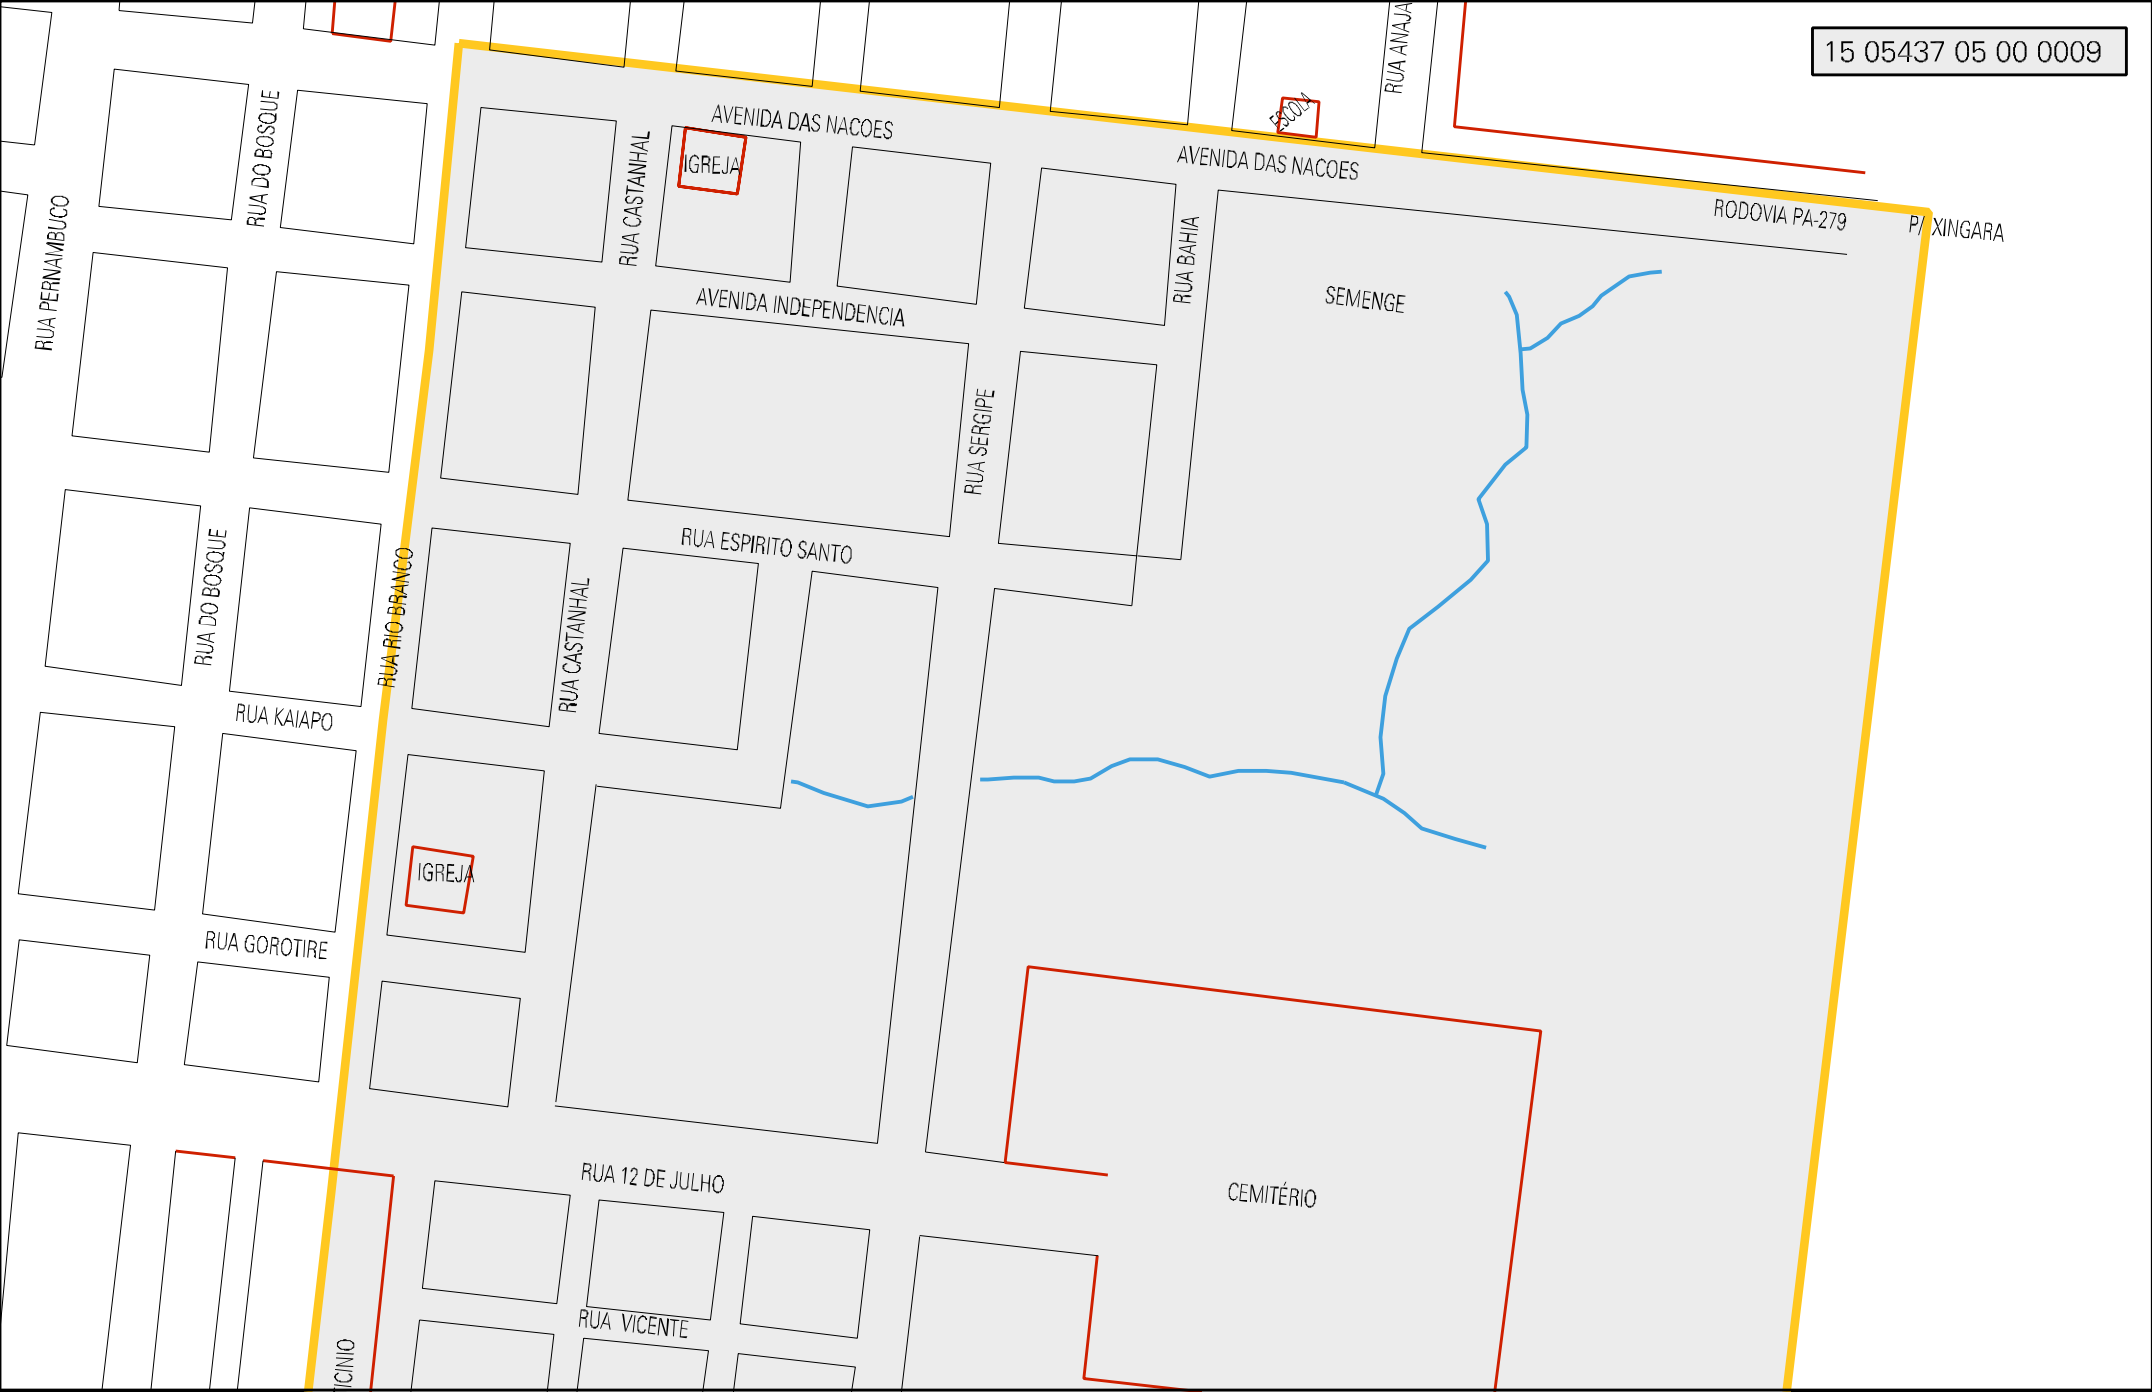 RUA ANAJA
15 05437 05 00 0009
ESCOLA
RUA DO BOSQUE
AVENIDA DAS NACOES
RUA CASTANHAL
IGREJA
AVENIDA DAS NACOES
RODOVIA PA-279
XINGARA
RUA PERNAMBUCO
RUA BAHIA
AVENIDA INDEPENDENCIA
SEMENGE
RUA SERGIPE
RUA ESPIRITO SANTO
RUA DO BOSQUE
RUA RIO BRANCO
RUA CASTANHAL
RUA KAIAPO
IGREJA
RUA GOROTIRE
RUA 12 DE JULHO
CEMITÉRIO
RUA VICENTE
ICINIO